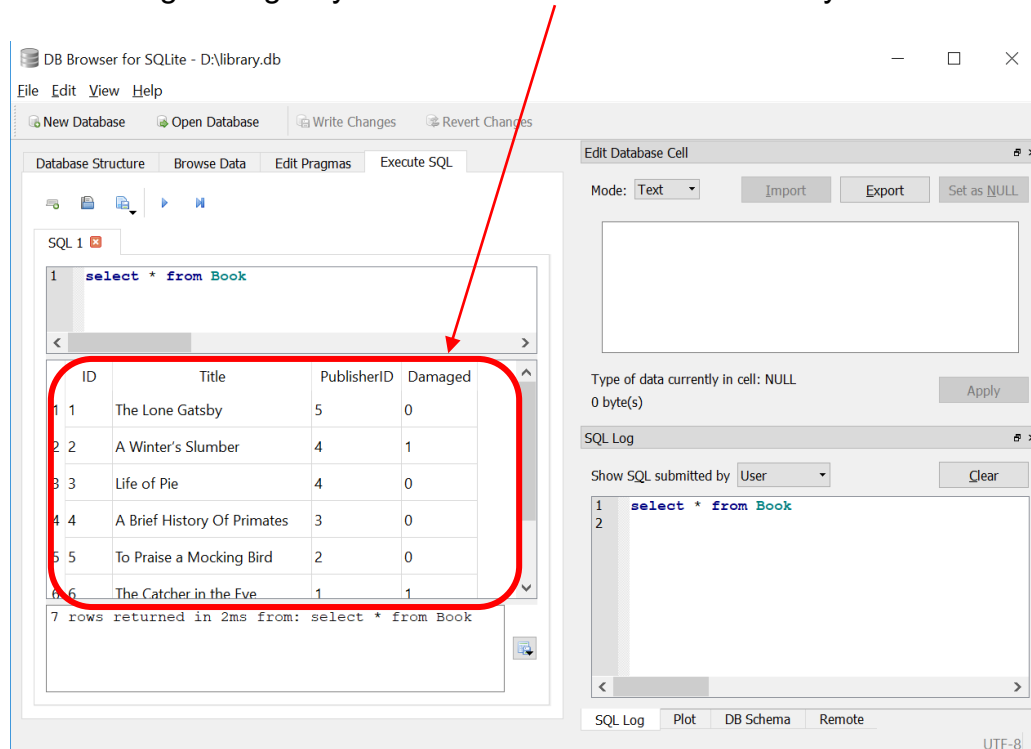 DB Browser for SQLite - D:\library.db
File Edit View Help
New Database Open Database Write Changes Revert Changes
Database Structure Browse Data Edit Pragmas Execute SQL
SQL 1
1 select * from Book
ID Title PublisherID Damaged
1 1 The Lone Gatsby 5 0
2 2 A Winter's Slumber 4 1
3 3 Life of Pie 4 0
4 4 A Brief History Of Primates 3 0
5 5 To Praise a Mocking Bird 2 0
6 6 The Catcher in the Eye 1 1
7 rows returned in 2ms from: select * from Book
Edit Database Cell
Mode: Text Import Export Set as NULL
Type of data currently in cell: NULL
0 byte(s)
Apply
SQL Log
Show SQL submitted by User Clear
1 select * from Book
2
SQL Log Plot DB Schema Remote
UTF-8